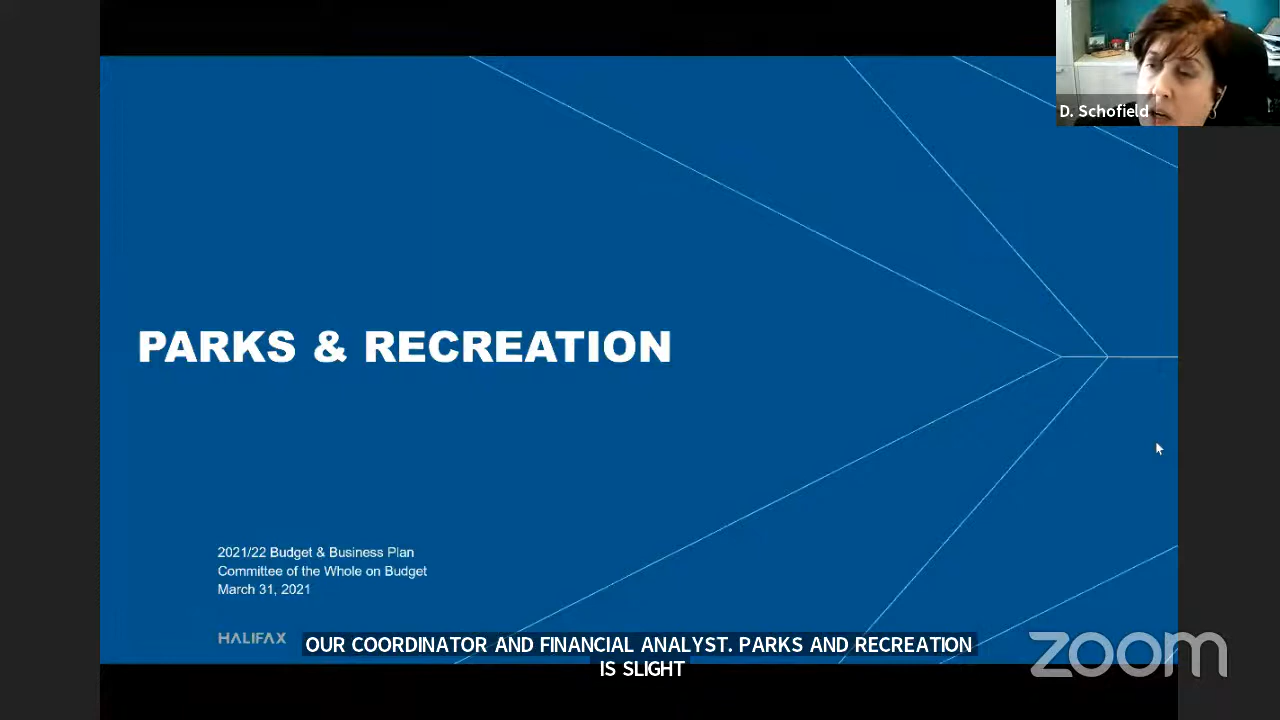 D. Schofield
PARKS & RECREATION
2021/22 Budget & Business Plan
Committee of the Whole on Budget
March 31, 2021
HALIFAX
OUR COORDINATOR AND FINANCIAL ANALYST. PARKS AND RECREATION
IS SLIGHT
zoom